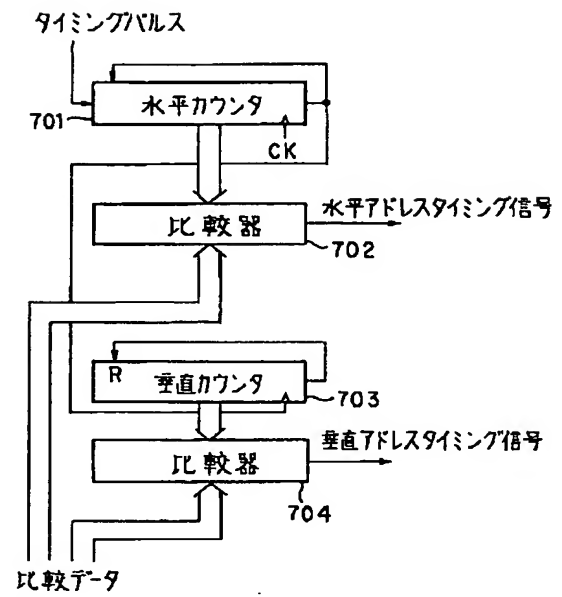 タイミングパルス
水平カウンタ
701
CK
水平アドレスタイミング信号
比較器
702
R
垂直カウンタ
703
垂直アドレスタイミング信号
比較器
704
比較データ